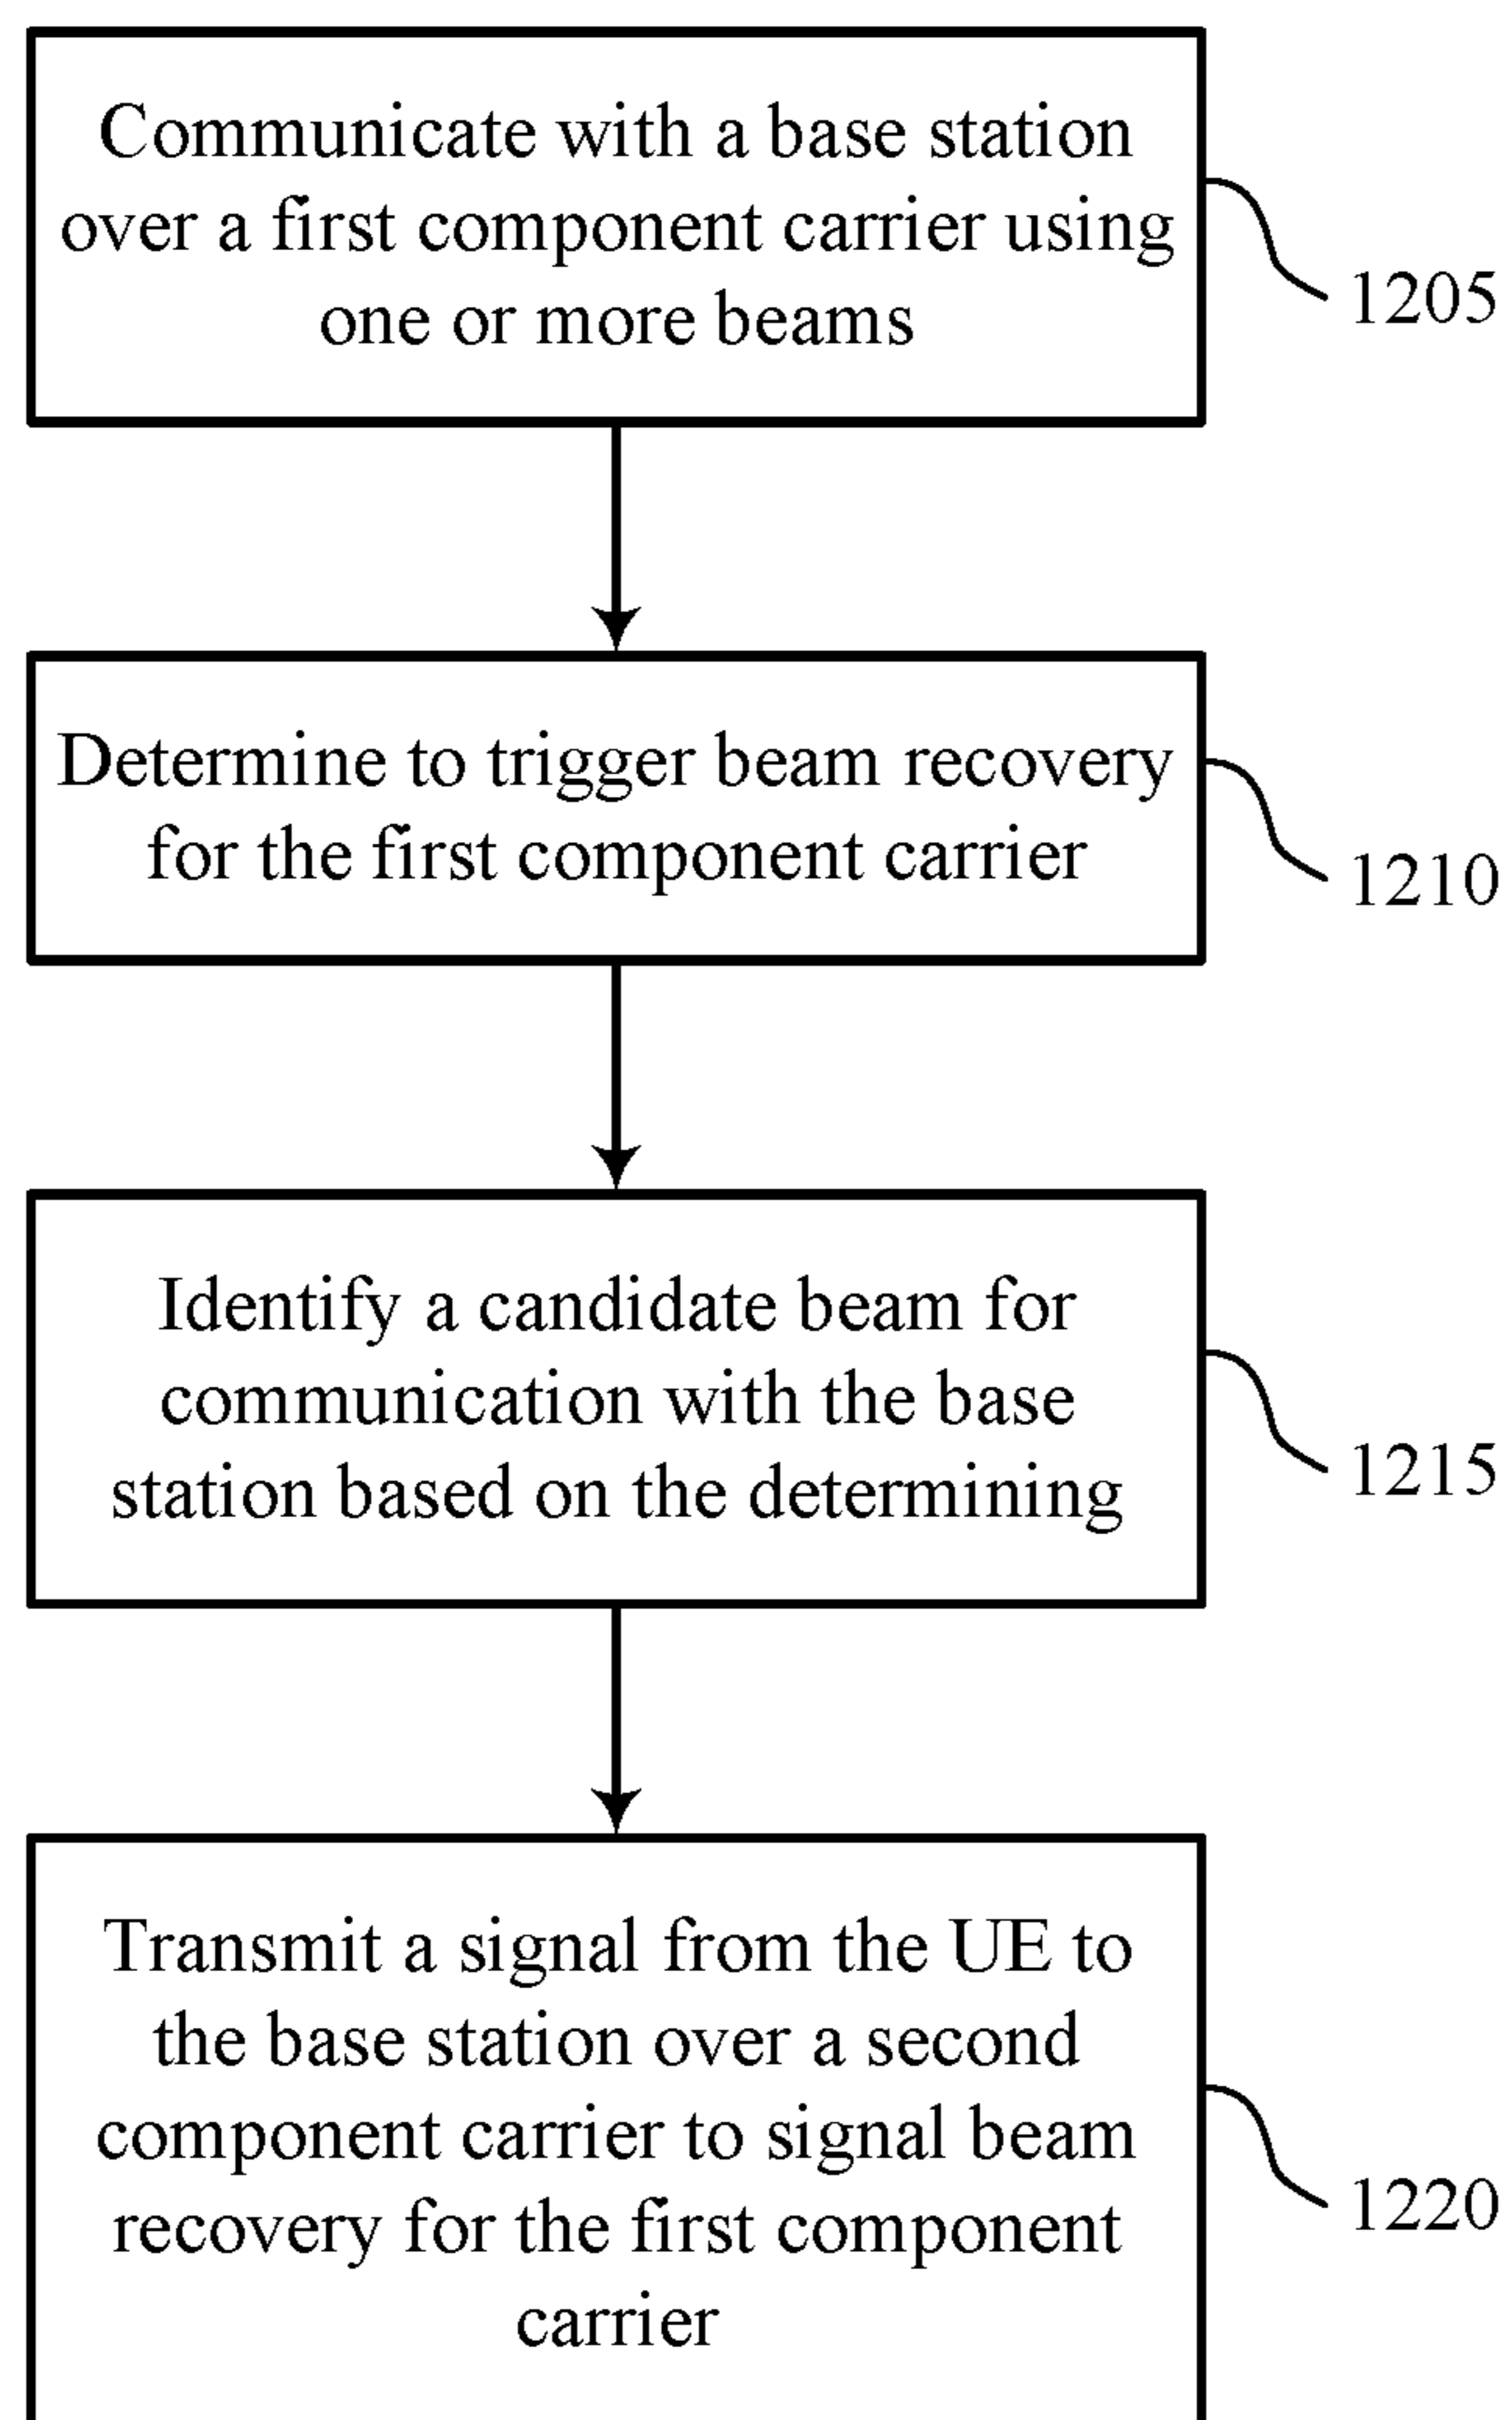 Communicate with a base station
over a first component carrier using
one or more beams
1205
Determine to trigger beam recovery
for the first component carrier
1210
Identify a candidate beam for
communication with the base
station based on the determining
1215
Transmit a signal from the UE to
the base station over a second
component carrier to signal beam
recovery for the first component
carrier
1220